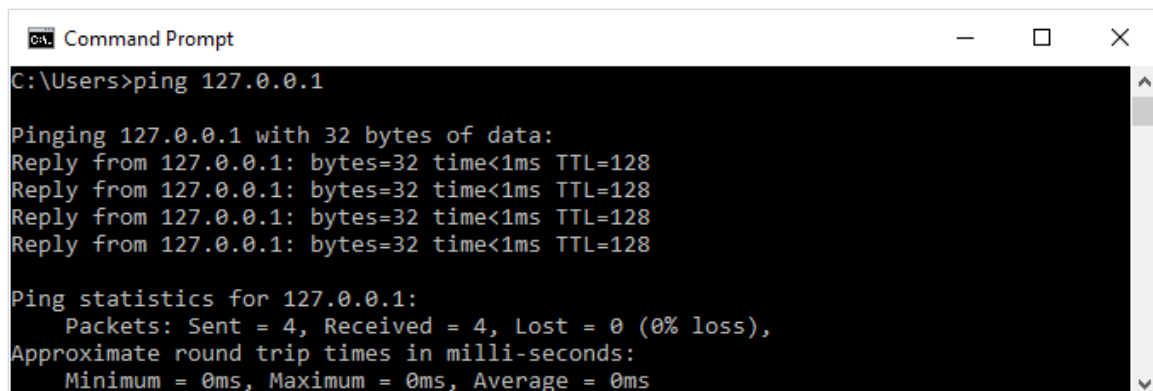 Command Prompt
C:\Users>ping 127.0.0.1
Pinging 127.0.0.1 with 32 bytes of data:
Reply from 127.0.0.1: bytes=32 time<1ms TTL=128
Reply from 127.0.0.1: bytes=32 time<1ms TTL=128
Reply from 127.0.0.1: bytes=32 time<1ms TTL=128
Reply from 127.0.0.1: bytes=32 time<1ms TTL=128
Ping statistics for 127.0.0.1:
    Packets: Sent = 4, Received = 4, Lost = 0 (0% loss),
Approximate round trip times in milli-seconds:
    Minimum = 0ms, Maximum = 0ms, Average = 0ms